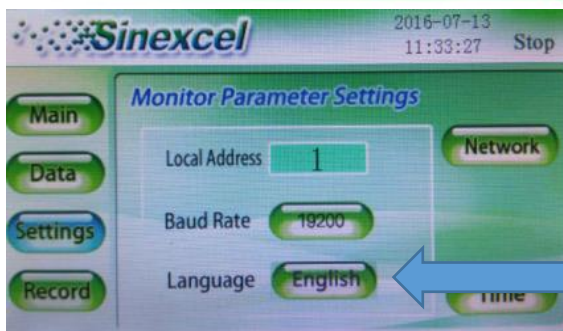 Sinexcel
2016-07-13
11:33:27 Stop
Monitor Parameter Settings
Main
Local Address 1
Network
Data
Baud Rate 19200
Settings
Language English
Record
Time